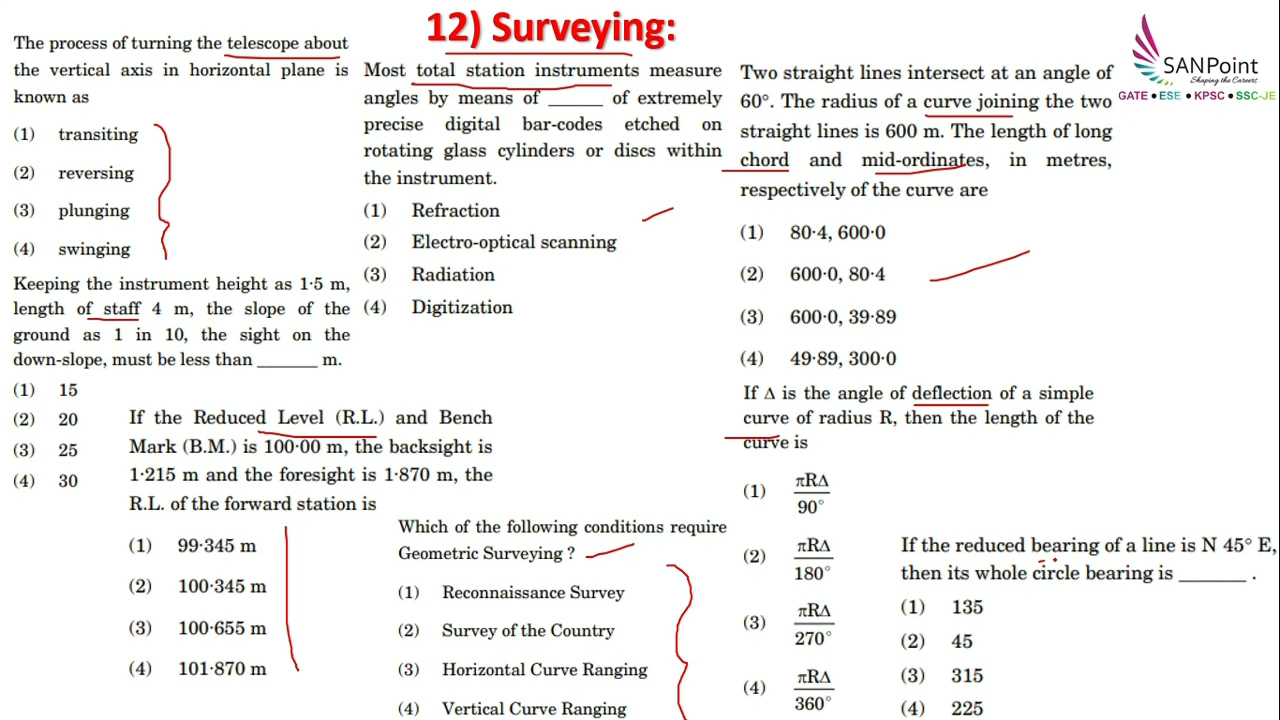 12) Surveying:
SANPoint
Shaping the Careers
GATE • ESE • KPSC • SSC-JE
The process of turning the telescope about
the vertical axis in horizontal plane is
known as
(1) transiting
(2) reversing
(3) plunging
(4) swinging
Keeping the instrument height as 1·5 m,
length of staff 4 m, the slope of the
ground as 1 in 10, the sight on the
down-slope, must be less than ______ m.
(1) 15
(2) 20
(3) 25
(4) 30
If the Reduced Level (R.L.) and Bench
Mark (B.M.) is 100·00 m, the backsight is
1·215 m and the foresight is 1·870 m, the
R.L. of the forward station is
(1) 99·345 m
(2) 100·345 m
(3) 100·655 m
(4) 101·870 m
Most total station instruments measure
angles by means of ______ of extremely
precise digital bar-codes etched on
rotating glass cylinders or discs within
the instrument.
(1) Refraction
(2) Electro-optical scanning
(3) Radiation
(4) Digitization
Which of the following conditions require
Geometric Surveying ?
(1) Reconnaissance Survey
(2) Survey of the Country
(3) Horizontal Curve Ranging
(4) Vertical Curve Ranging
Two straight lines intersect at an angle of
60°. The radius of a curve joining the two
straight lines is 600 m. The length of long
chord and mid-ordinates, in metres,
respectively of the curve are
(1) 80·4, 600·0
(2) 600·0, 80·4
(3) 600·0, 39·89
(4) 49·89, 300·0
If Δ is the angle of deflection of a simple
curve of radius R, then the length of the
curve is
(1) πRΔ
90°
(2) πRΔ
180°
(3) πRΔ
270°
(4) πRΔ
360°
If the reduced bearing of a line is N 45° E,
then its whole circle bearing is ______ .
(1) 135
(2) 45
(3) 315
(4) 225